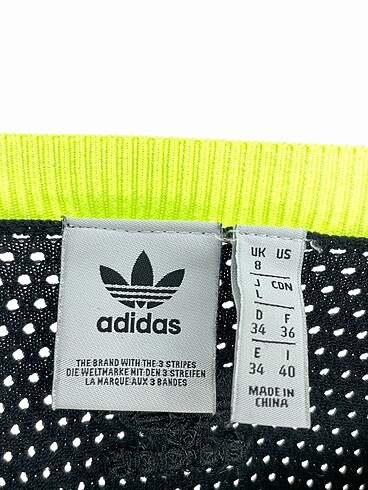 adidas
THE BRAND WITH THE 3 STRIPES
DIE WELTMARKE MIT DEN 3 STREIFEN
LA MARQUE AUX 3 BANDES
UK US
8
J CDN
L
D F
34 36
E I
34 40
MADE IN
CHINA